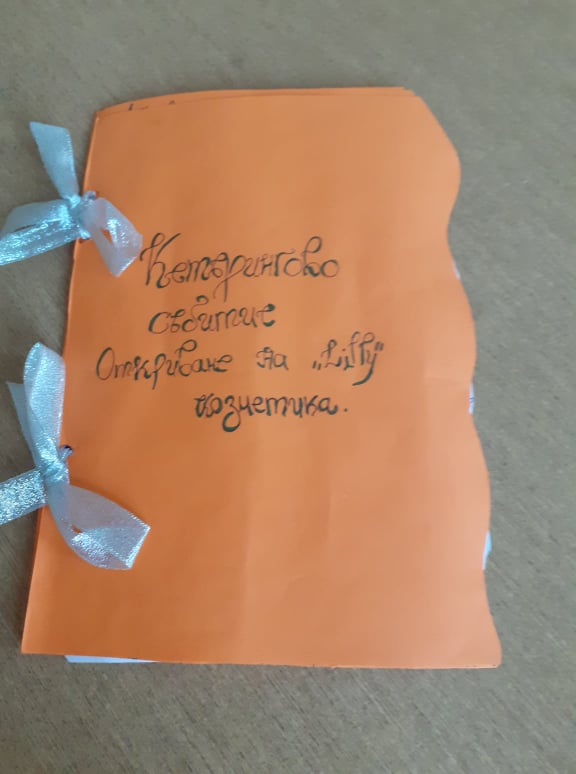 Кетърингово
събитие
Откриване на „Lilly"
козметика.